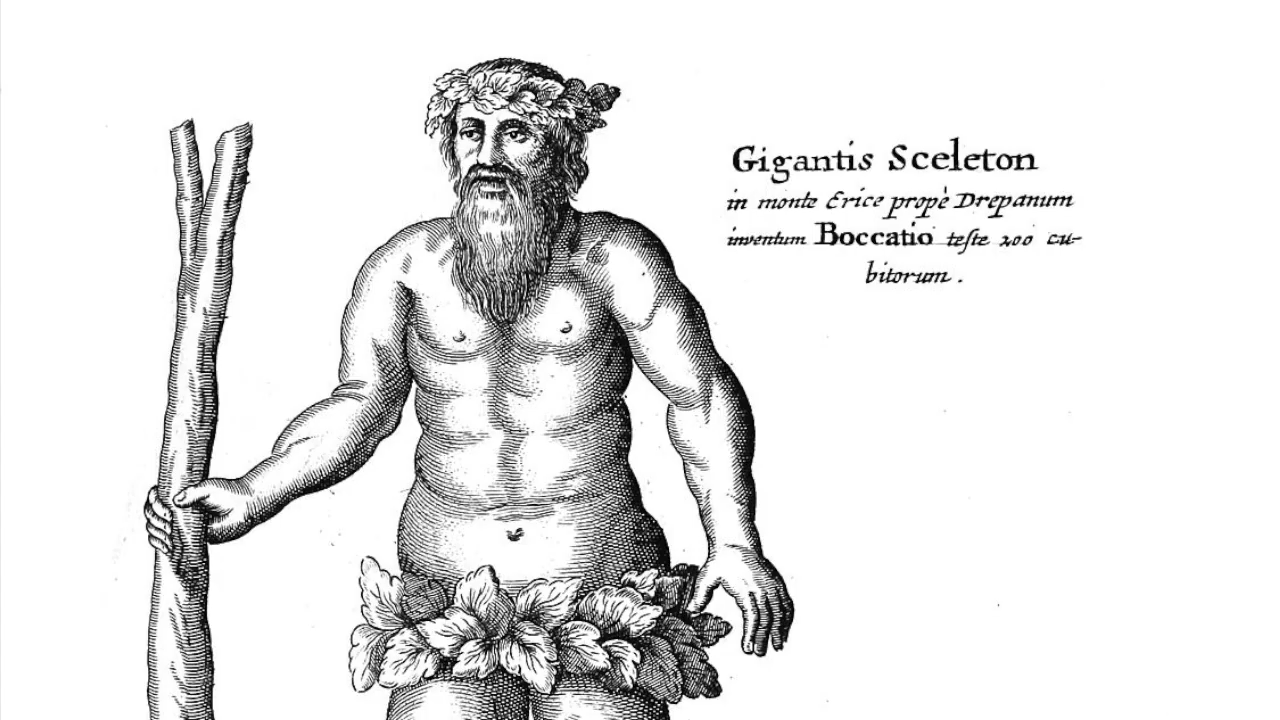 Gigantis Sceleton
in monte Erice propè Drepanum
inventum Boccatio teſte 200 cu-
bitorum.